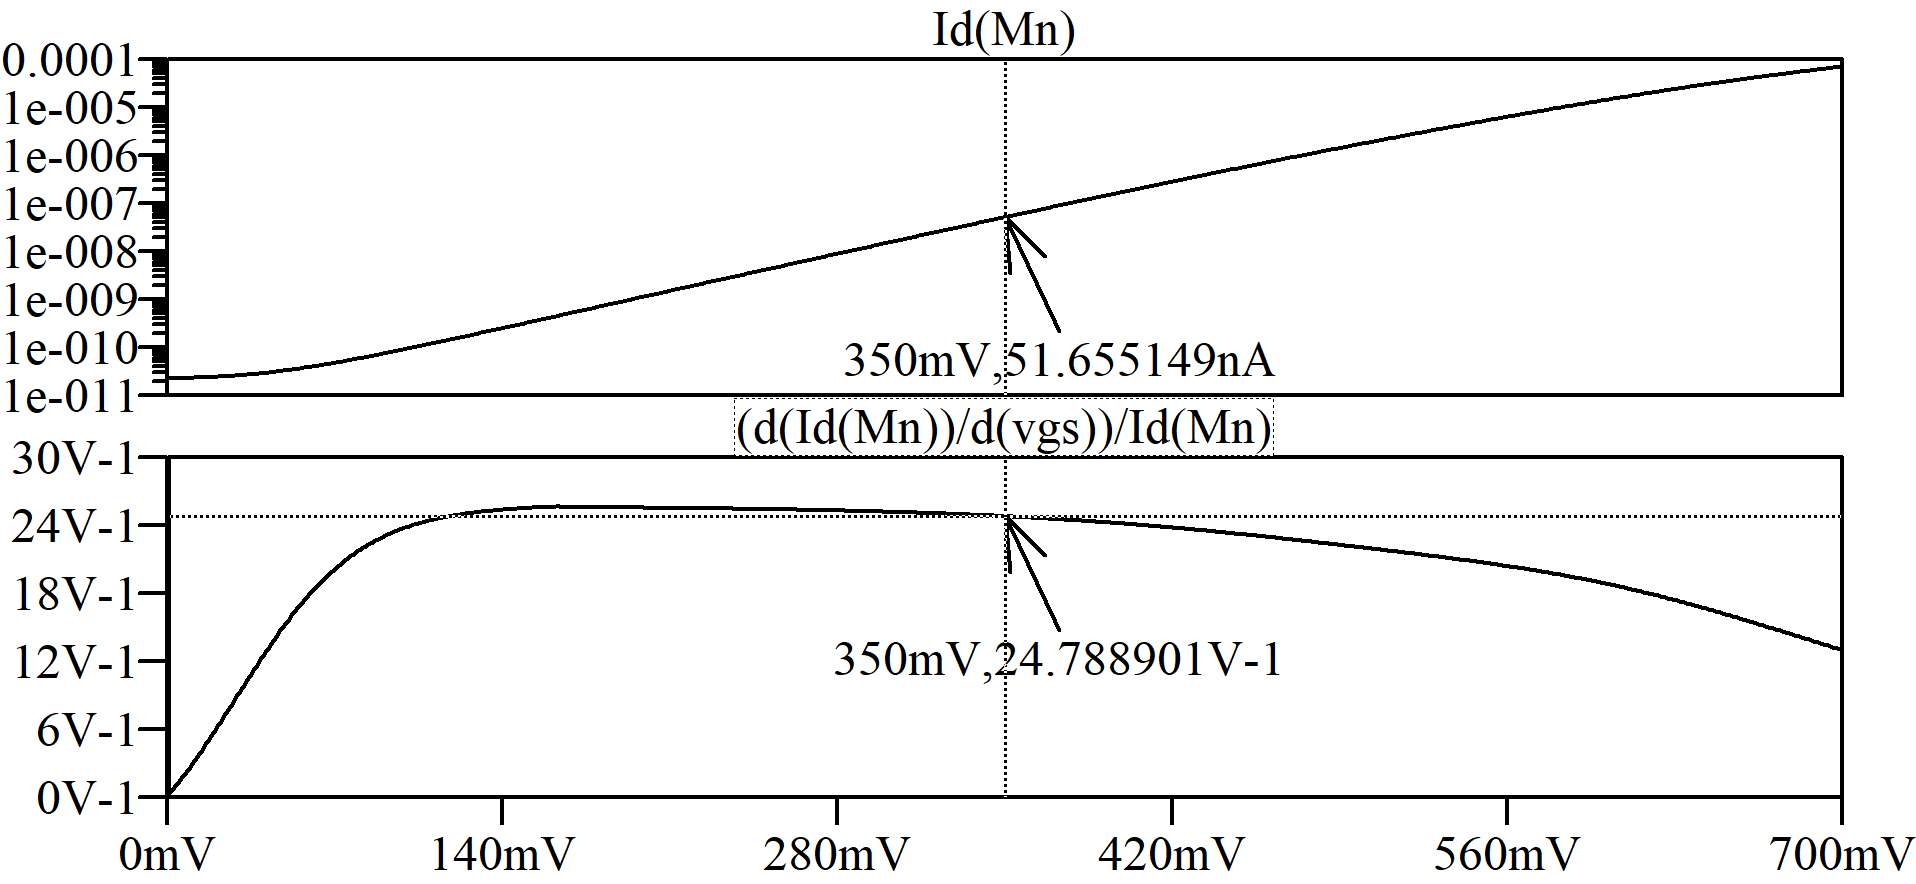 Id(Mn)
0.0001
1e-005
1e-006
1e-007
1e-008
1e-009
1e-010
1e-011
350mV,51.655149nA
(d(Id(Mn))/d(vgs))/Id(Mn)
30V-1
24V-1
18V-1
12V-1
6V-1
0V-1
350mV,24.788901V-1
0mV 140mV 280mV 420mV 560mV 700mV